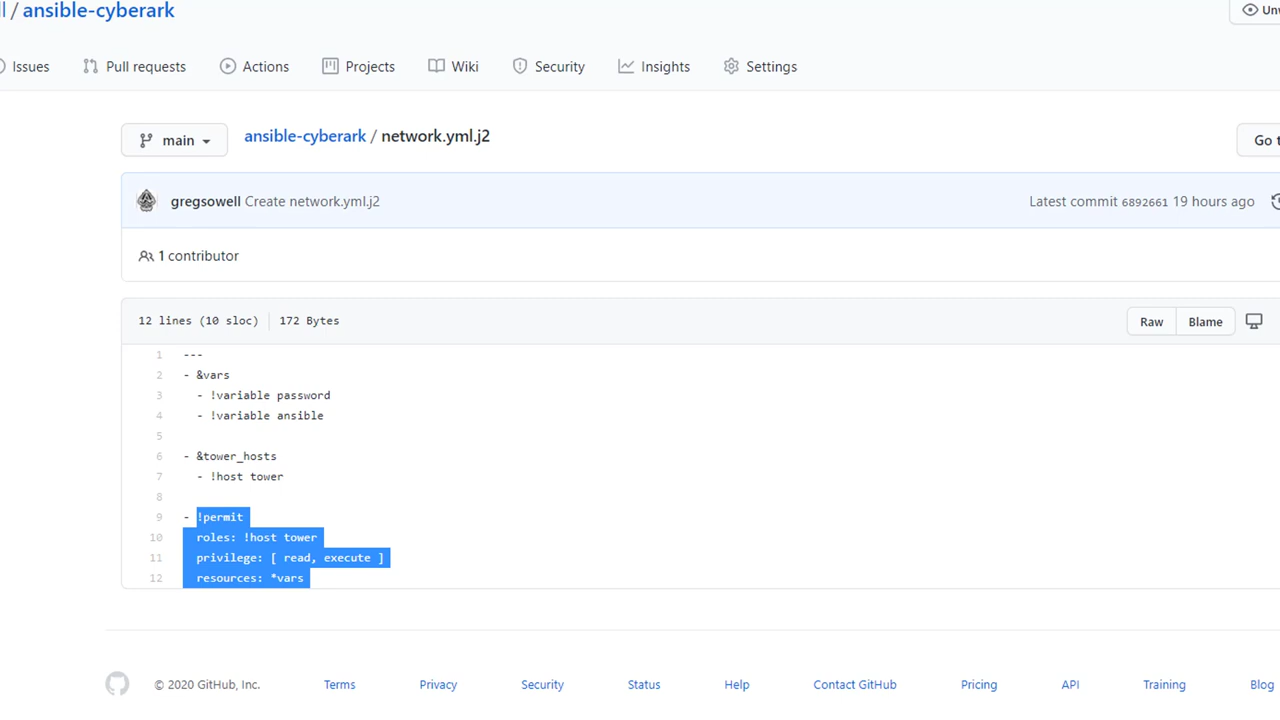 / ansible-cyberark
Issues Pull requests Actions Projects Wiki Security Insights Settings
main ansible-cyberark / network.yml.j2
gregsowell Create network.yml.j2 Latest commit 6892661 19 hours ago
1 contributor
12 lines (10 sloc) 172 Bytes Raw Blame
1 ---
2 - &vars
3 - !variable password
4 - !variable ansible
5
6 - &tower_hosts
7 - !host tower
8
9 - !permit
10 roles: !host tower
11 privilege: [ read, execute ]
12 resources: *vars
© 2020 GitHub, Inc. Terms Privacy Security Status Help Contact GitHub Pricing API Training Blog